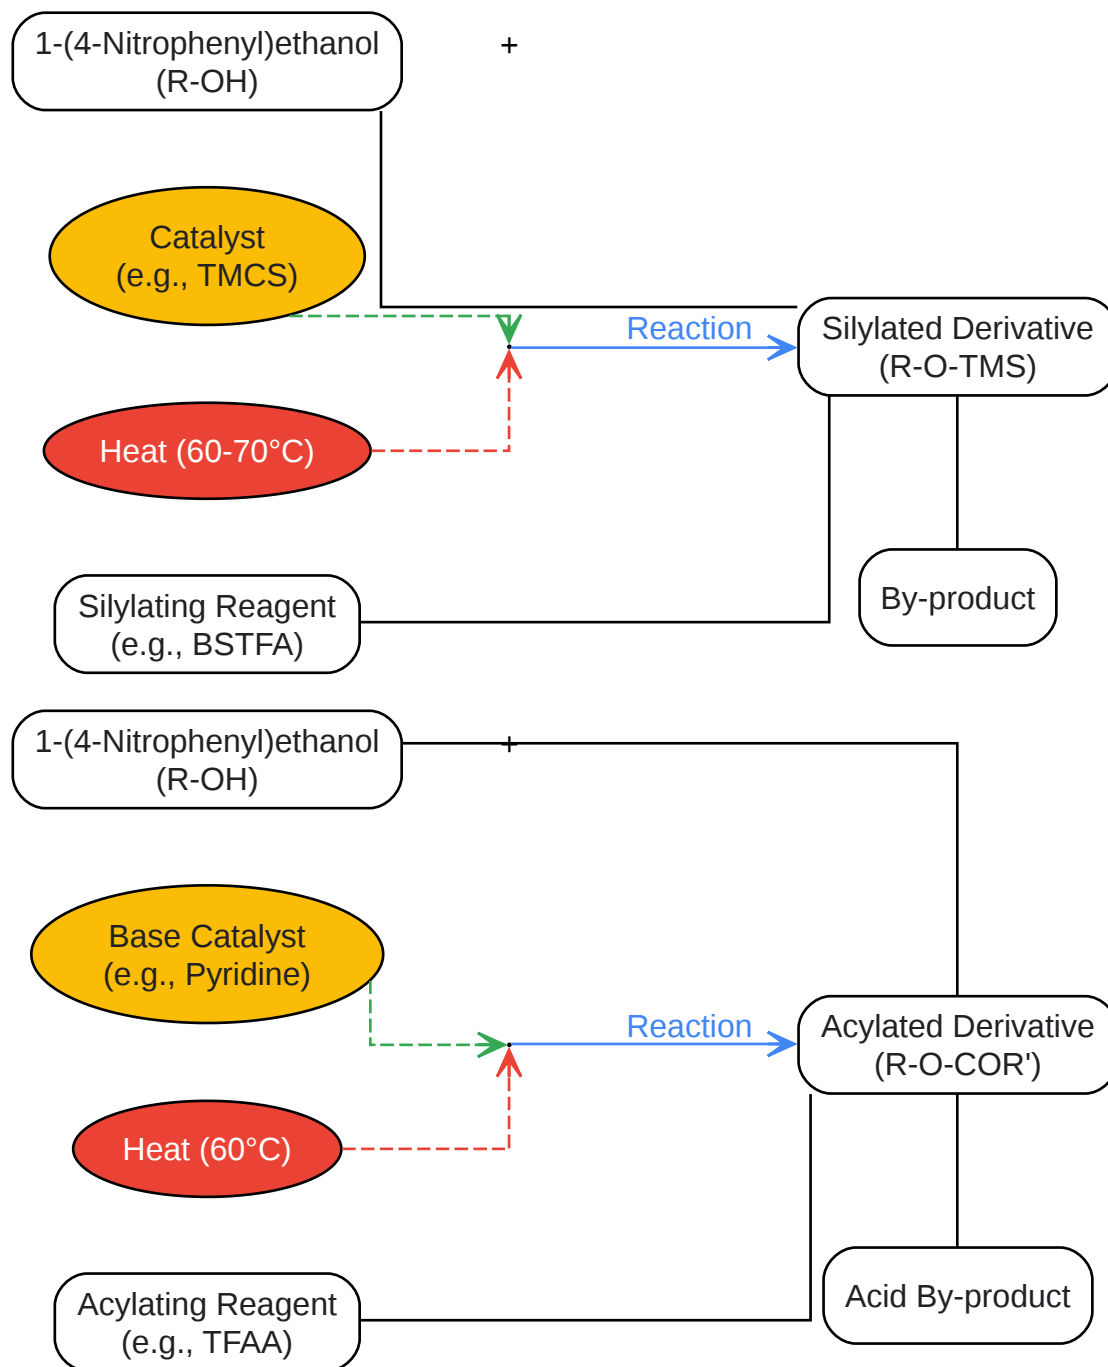 1-(4-Nitrophenyl)ethanol
(R-OH)
+
Catalyst
(e.g., TMCS)
Reaction
Silylated Derivative
(R-O-TMS)
Heat (60-70°C)
Silylating Reagent
(e.g., BSTFA)
By-product
1-(4-Nitrophenyl)ethanol
(R-OH)
+
Base Catalyst
(e.g., Pyridine)
Reaction
Acylated Derivative
(R-O-COR')
Heat (60°C)
Acylating Reagent
(e.g., TFAA)
Acid By-product